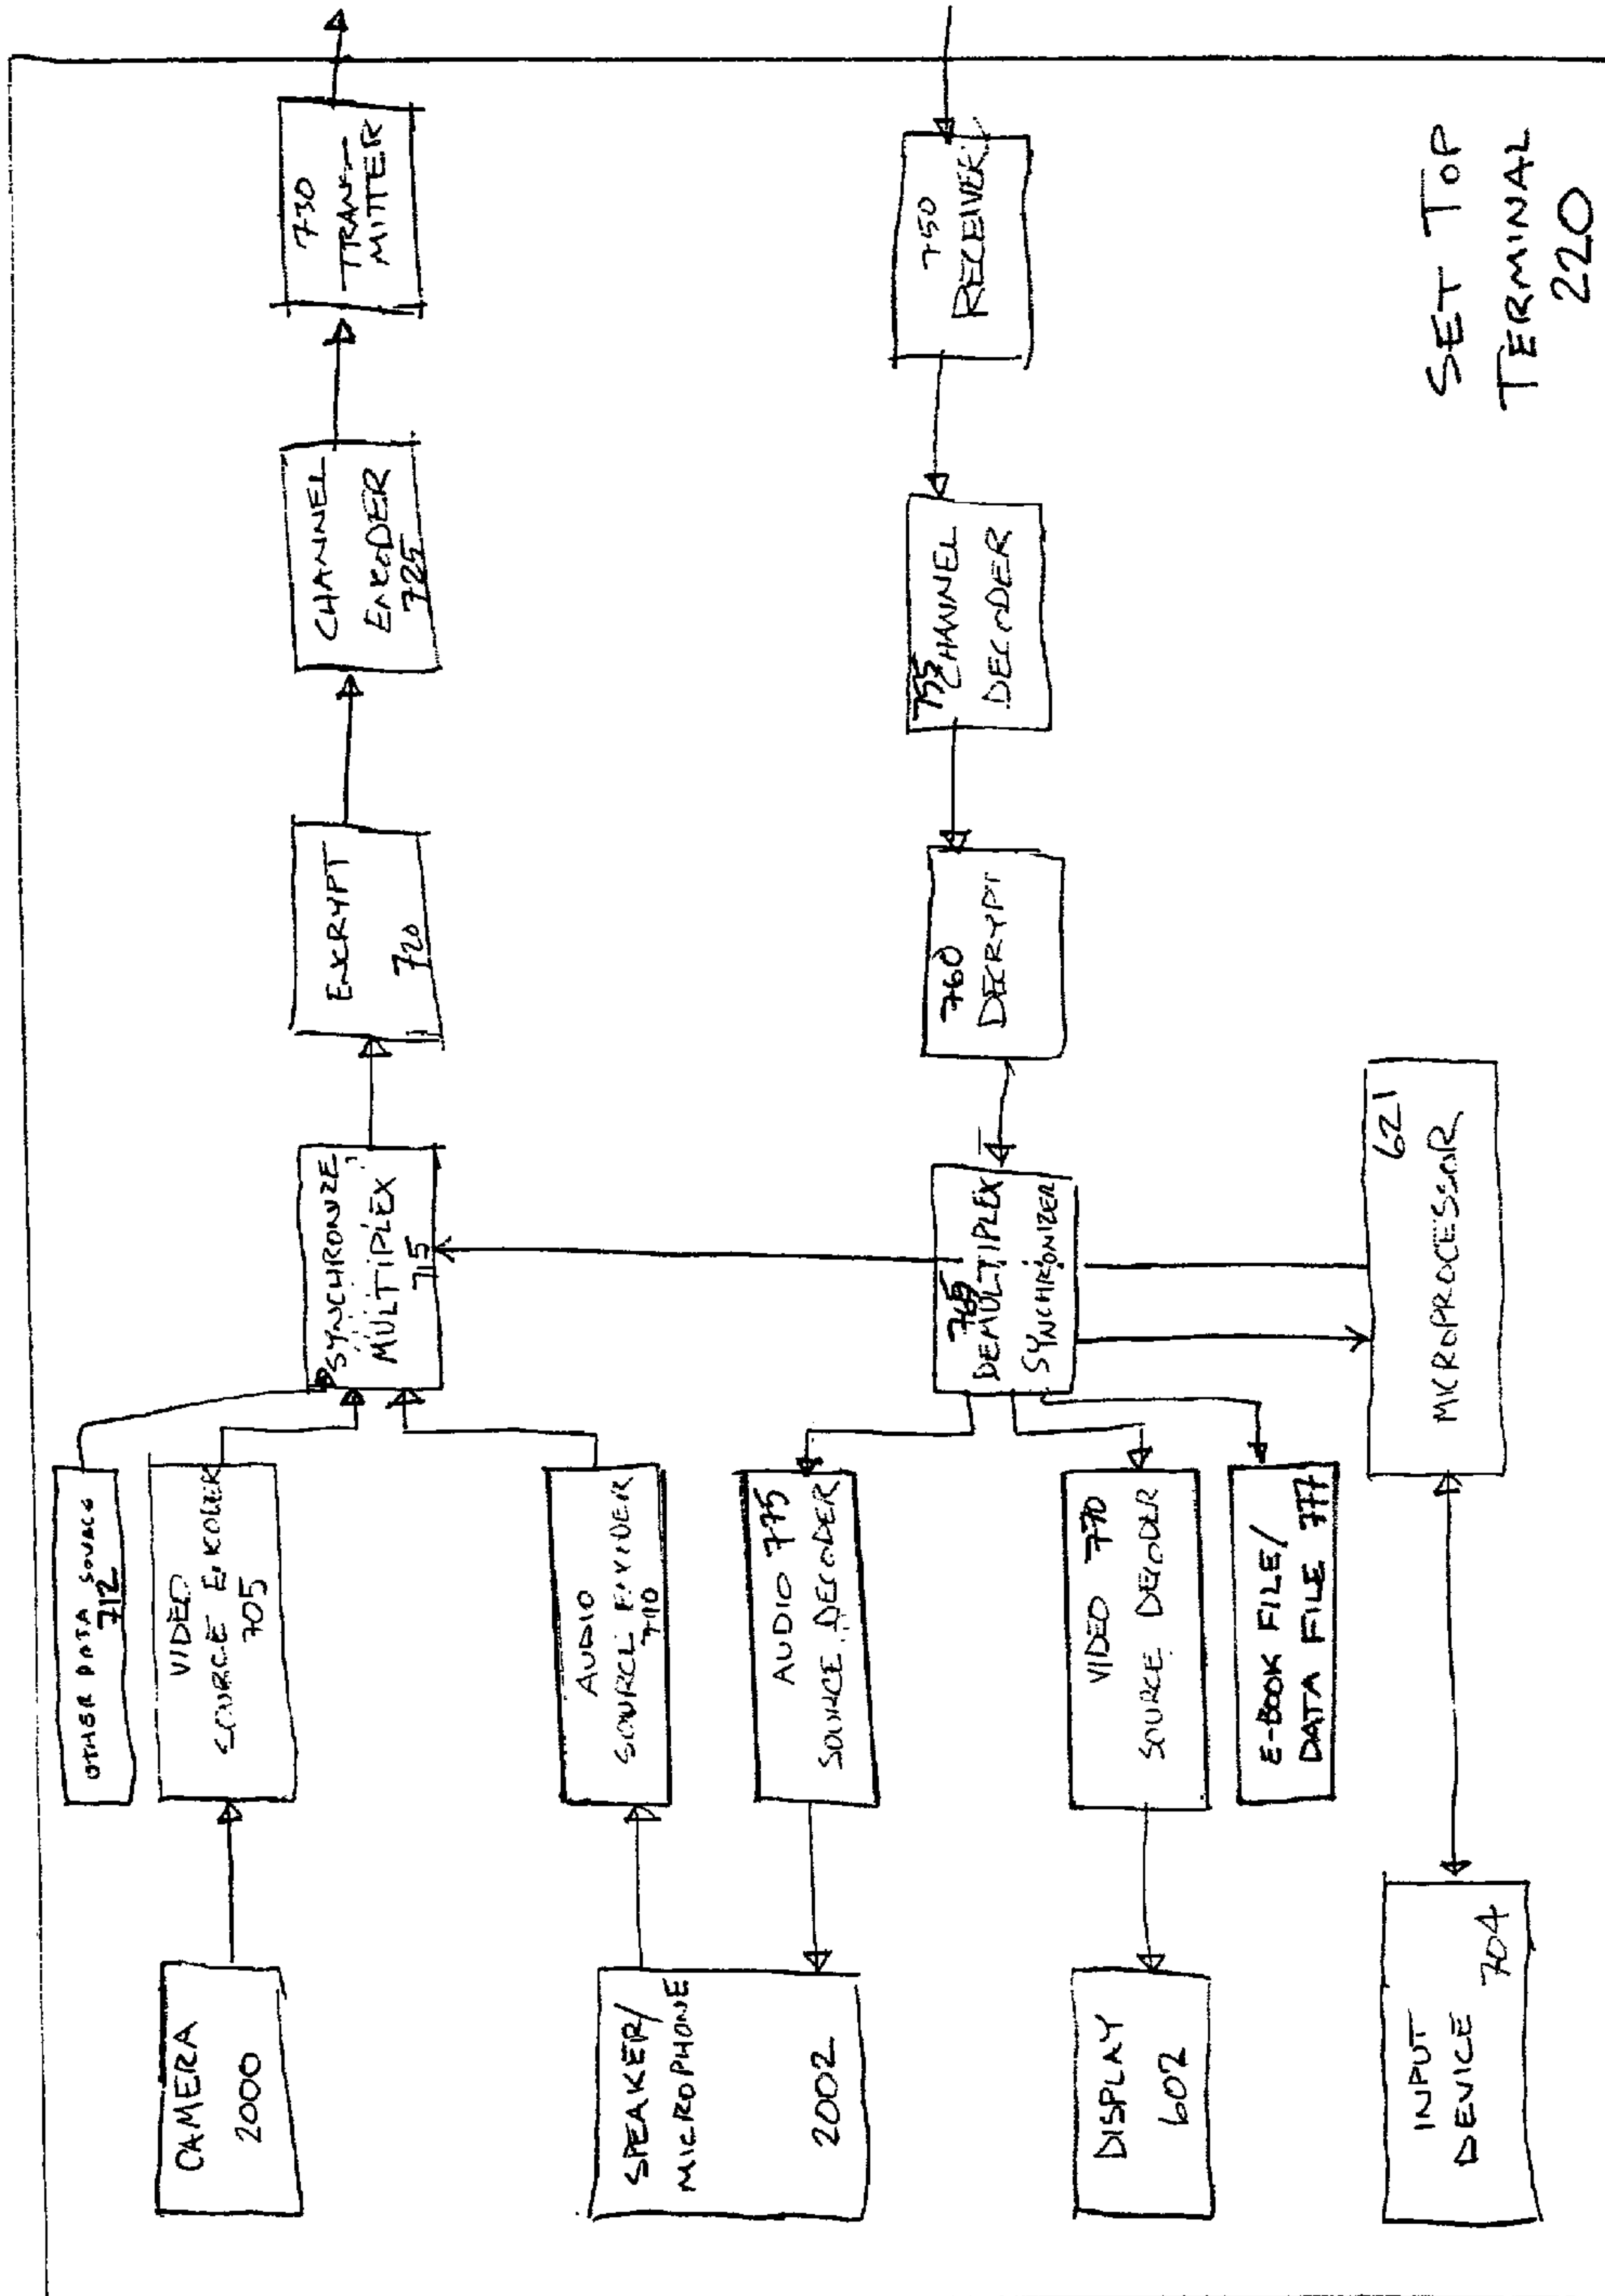 CAMERA
2000
OTHER DATA SOURCE
712
VIDEO
SOURCE ENCODER
705
SYNCHRONIZE
MULTIPLEX
715
ENCRYPT
720
CHANNEL
ENCODER
725
730
TRANS-
MITTER
SPEAKER/
MICROPHONE
2002
AUDIO
SOURCE ENCODER
710
AUDIO 775
SOURCE DECODER
DISPLAY
602
VIDEO 770
SOURCE DECODER
E-BOOK FILE/
DATA FILE 777
765
DEMULTIPLEX
SYNCHRONIZER
760
DECRYPT
755 CHANNEL
DECODER
750
RECEIVER
INPUT
DEVICE 704
621
MICROPROCESSOR
SET TOP
TERMINAL
220